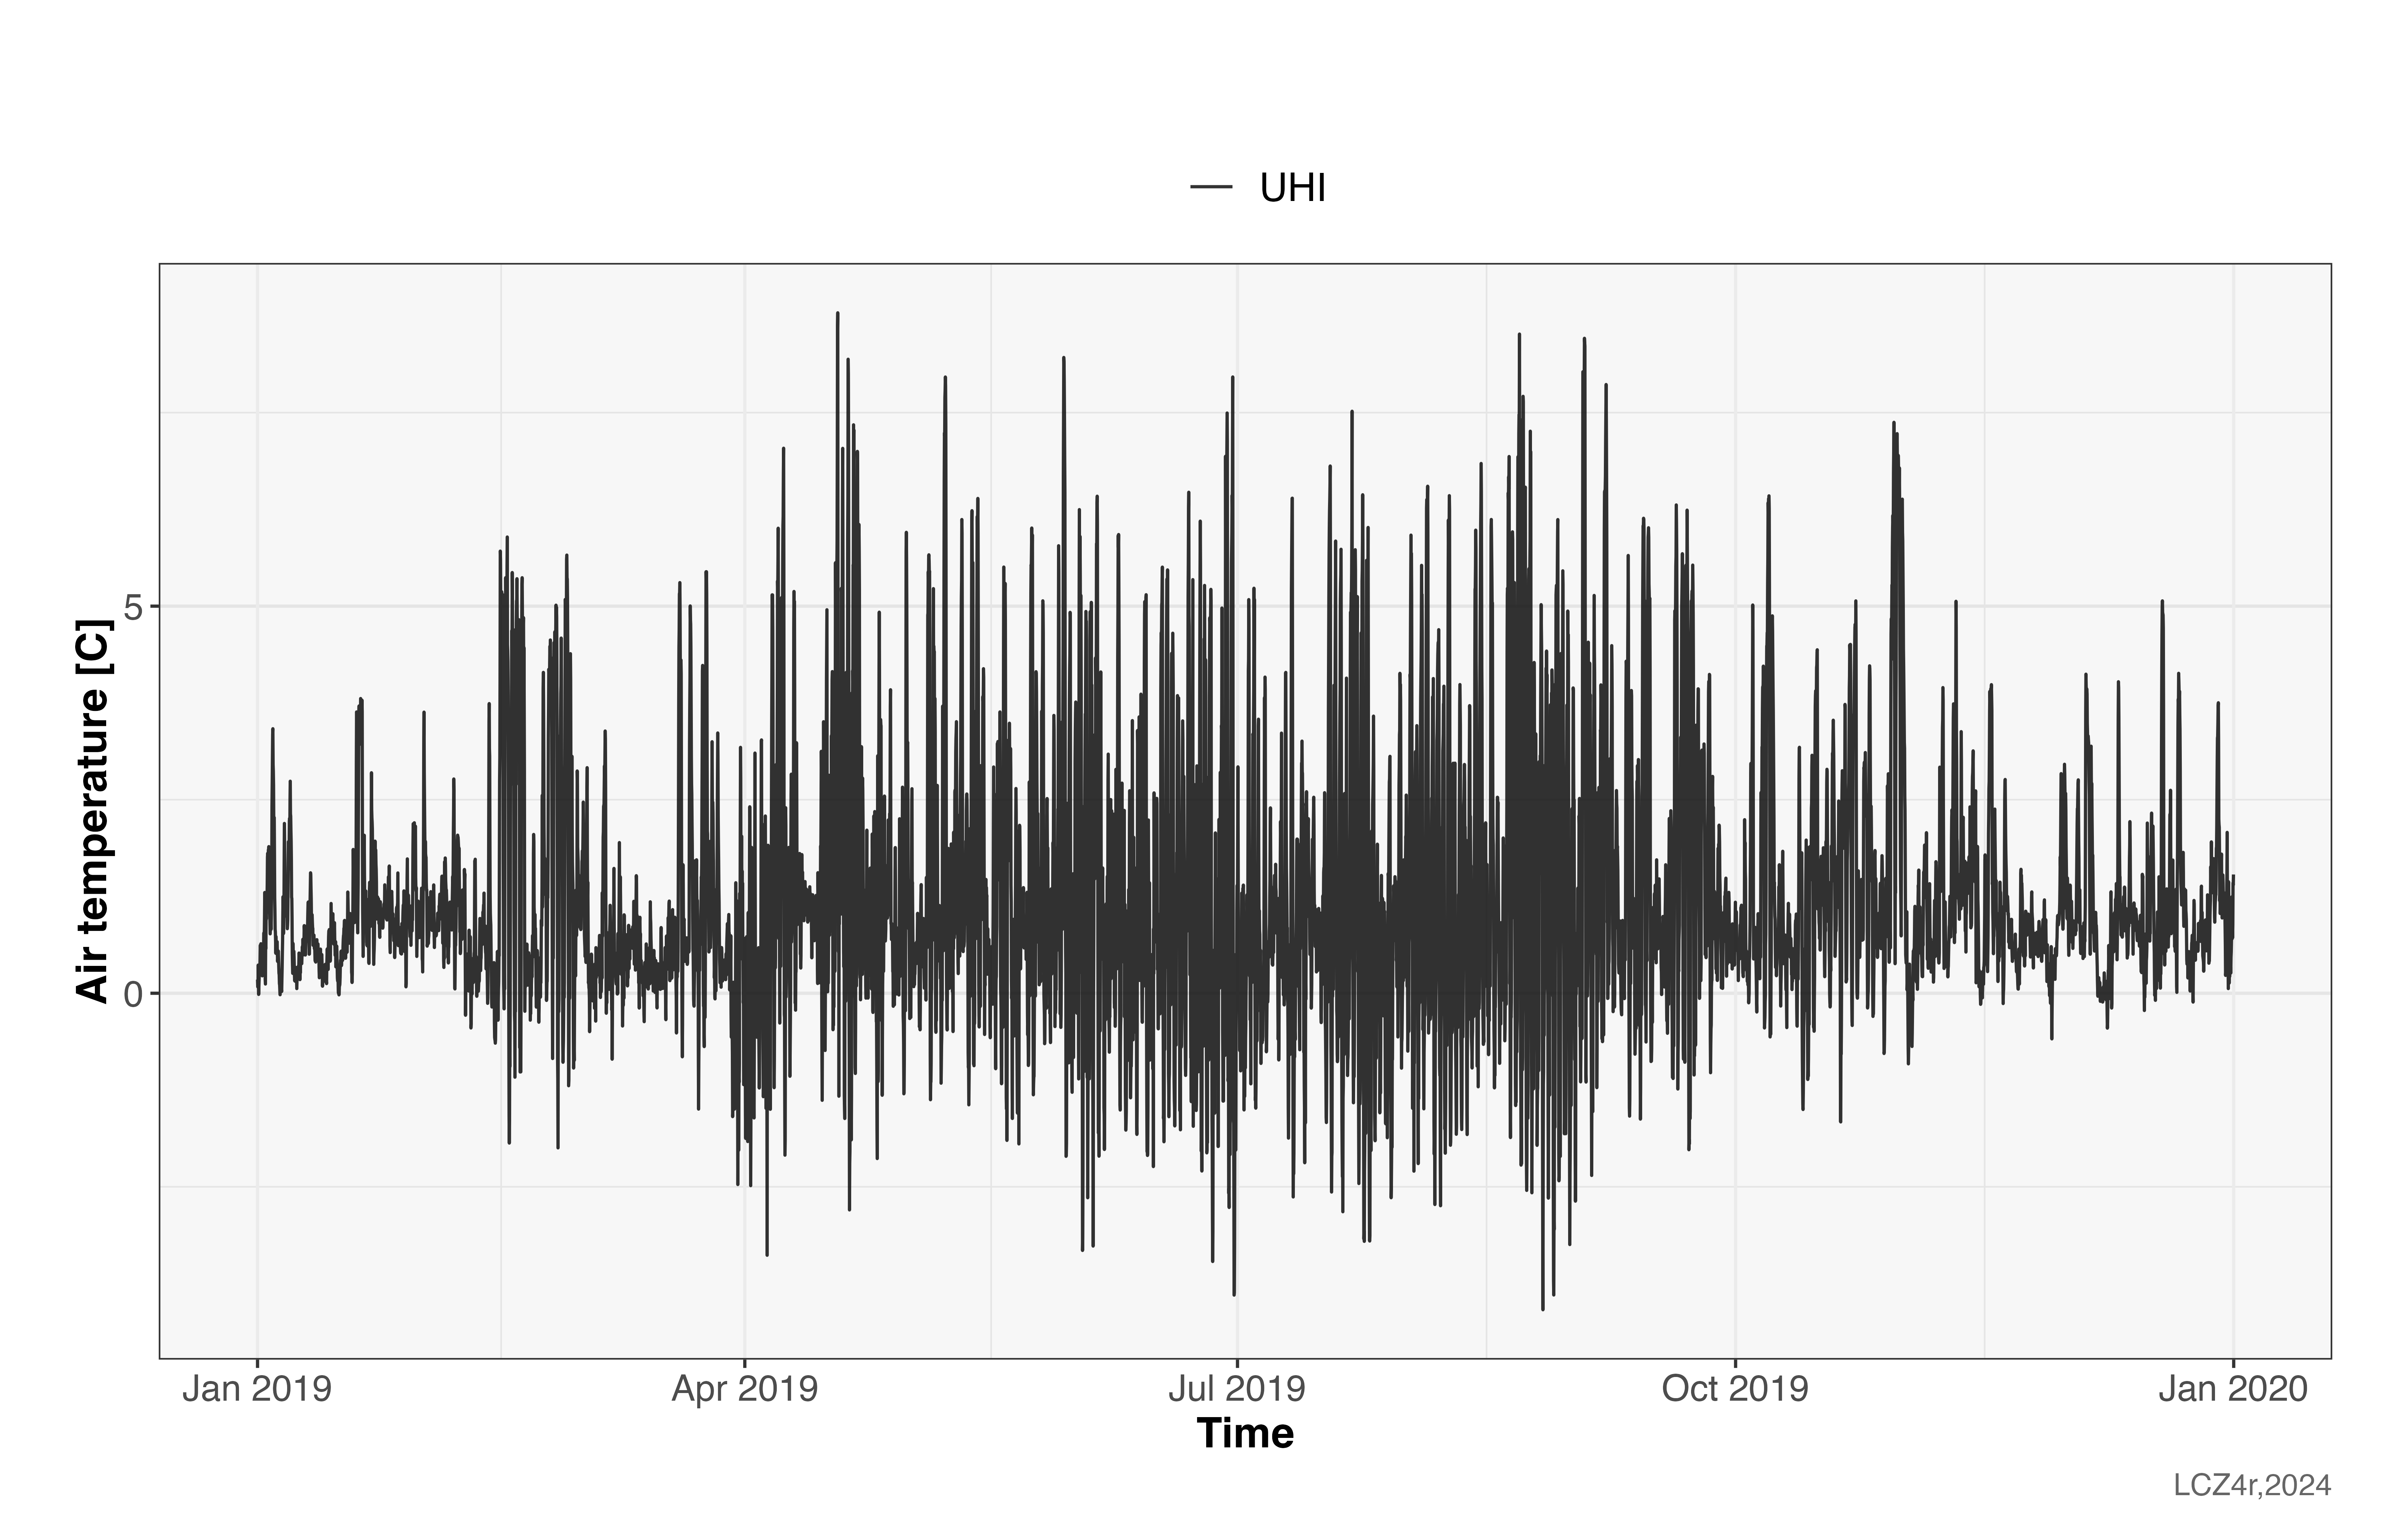 UHI
Air temperature [C]
5
0
Jan 2019
Apr 2019
Jul 2019
Oct 2019
Jan 2020
Time
LCZ4r,2024